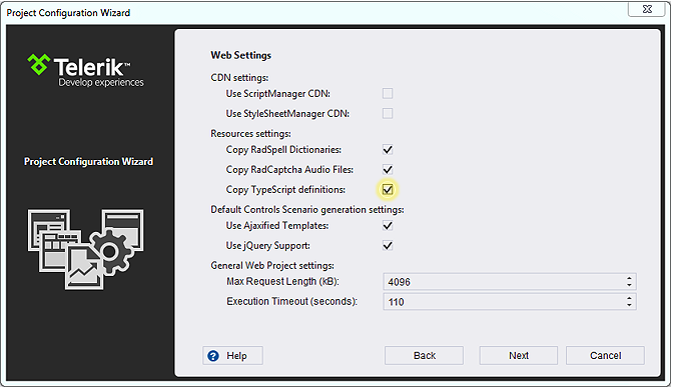 Project Configuration Wizard
Telerik™
Develop experiences
Project Configuration Wizard
Web Settings
CDN settings:
Use ScriptManager CDN:
Use StyleSheetManager CDN:
Resources settings:
Copy RadSpell Dictionaries:
Copy RadCaptcha Audio Files:
Copy TypeScript definitions:
Default Controls Scenario generation settings:
Use Ajaxified Templates:
Use jQuery Support:
General Web Project settings:
Max Request Length (kB): 4096
Execution Timeout (seconds): 110
? Help Back Next Cancel